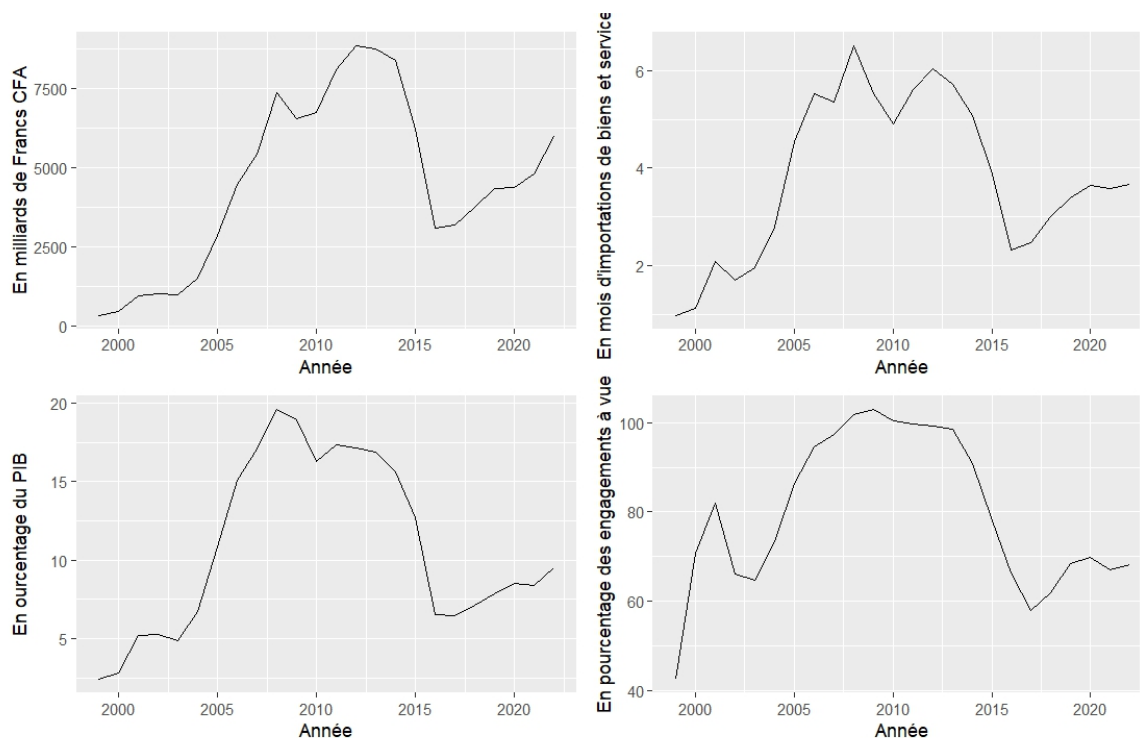 En milliards de Francs CFA
7500
5000
2500
0
2000 2005 2010 2015 2020
Année
En mois d'importations de biens et service
6
4
2
2000 2005 2010 2015 2020
Année
En ourcentage du PIB
20
15
10
5
2000 2005 2010 2015 2020
Année
En pourcentage des engagements à vue
100
80
60
40
2000 2005 2010 2015 2020
Année